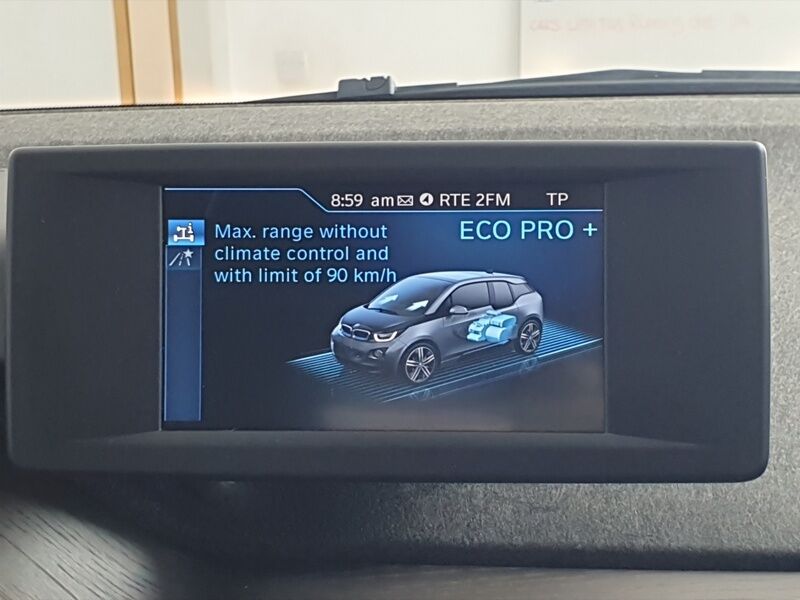 8:59 am RTE 2FM TP
ECO PRO +
Max. range without
climate control and
with limit of 90 km/h